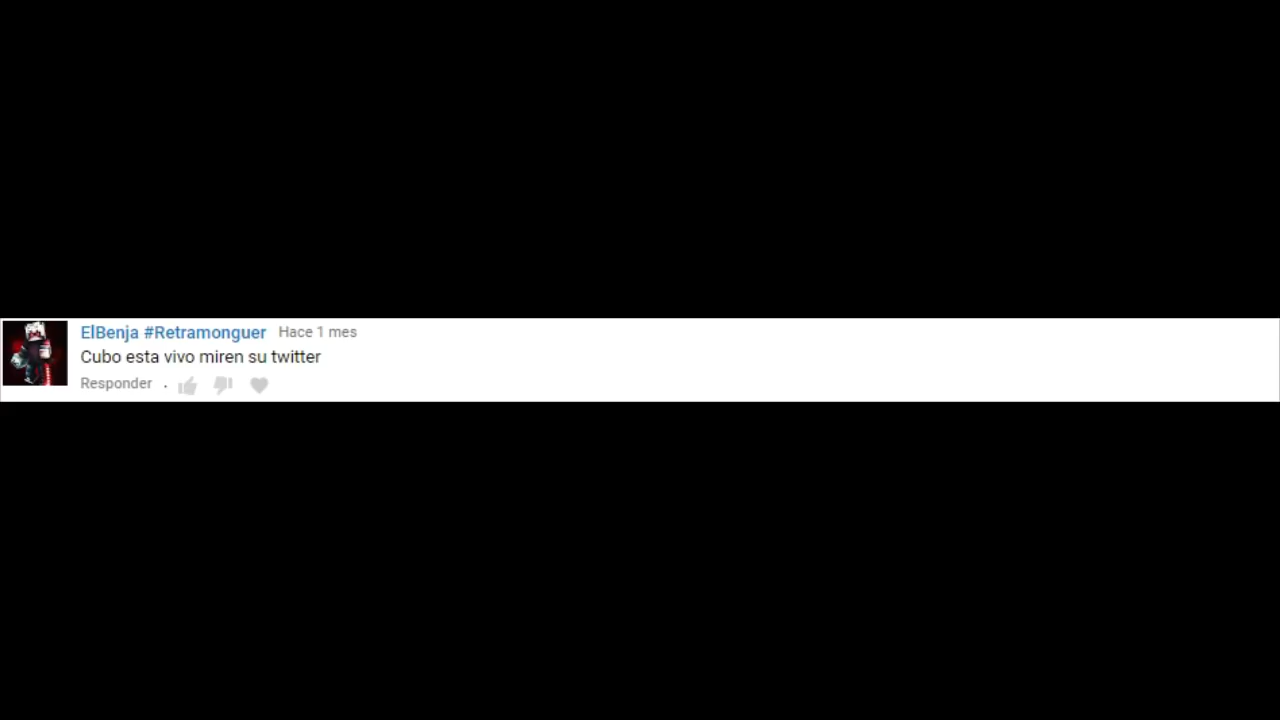 ElBenja #Retramonguer Hace 1 mes
Cubo esta vivo miren su twitter
Responder .